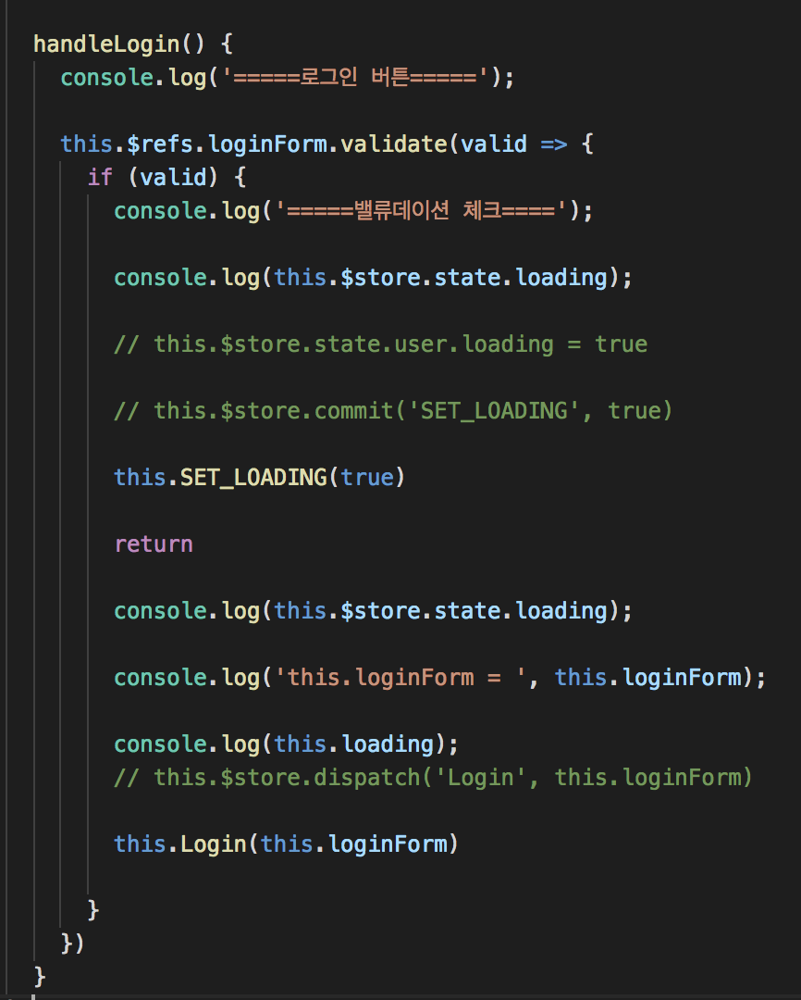 handleLogin() {
console.log('=====로그인 버튼=====');
this.$refs.loginForm.validate(valid => {
if (valid) {
console.log('=====밸류데이션 체크====');
console.log(this.$store.state.loading);
// this.$store.state.user.loading = true
// this.$store.commit('SET_LOADING', true)
this.SET_LOADING(true)
return
console.log(this.$store.state.loading);
console.log('this.loginForm = ', this.loginForm);
console.log(this.loading);
// this.$store.dispatch('Login', this.loginForm)
this.Login(this.loginForm)
}
})
}